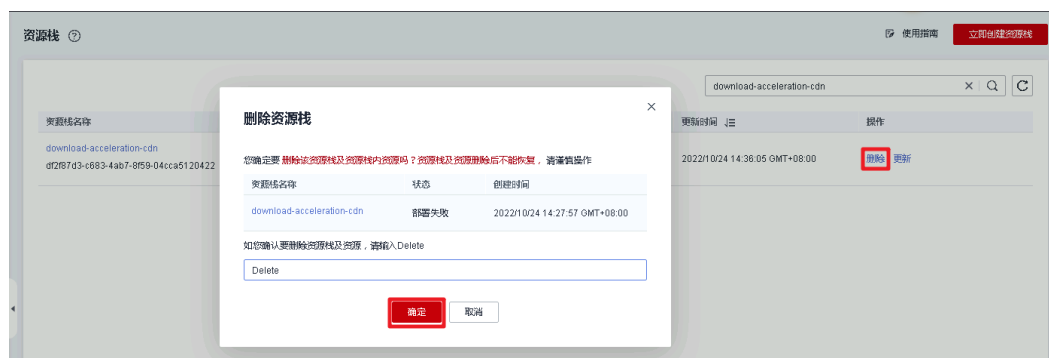 资源栈
使用指南
立即创建资源栈
download-acceleration-cdn
资源栈名称
更新时间
操作
download-acceleration-cdn
df2f87d3-c683-4ab7-8f59-04cca5120422
2022/10/24 14:36:05 GMT+08:00
删除 更新
删除资源栈
您确定要删除该资源栈及资源栈内资源吗？资源栈及资源删除后不能恢复，请谨慎操作
资源栈名称 状态 创建时间
download-acceleration-cdn 部署失败 2022/10/24 14:27:57 GMT+08:00
如您确认要删除资源栈及资源，请输入Delete
Delete
确定 取消